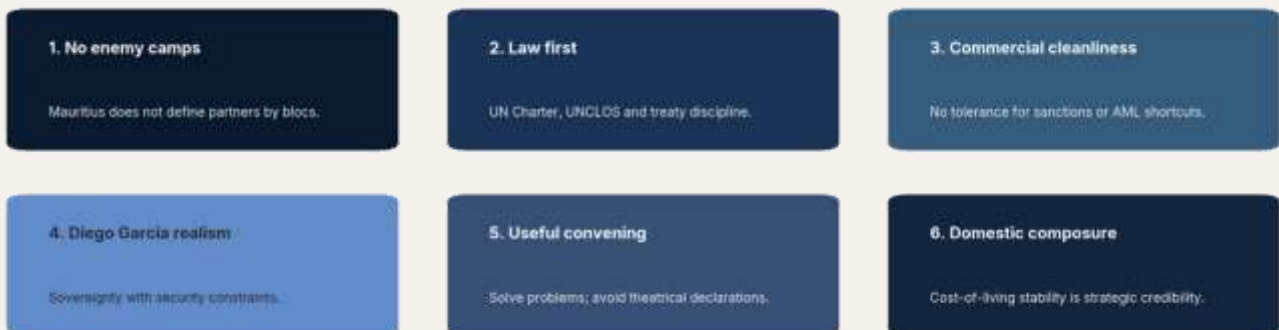 1. No enemy camps
Mauritius does not define partners by blocs.
2. Law first
UN Charter, UNCLOS and treaty discipline.
3. Commercial cleanliness
No tolerance for sanctions or AML shortcuts.
4. Diego Garcia realism
Sovereignty with security constraints.
5. Useful convening
Solve problems; avoid theatrical declarations.
6. Domestic composure
Cost-of-living stability is strategic credibility.